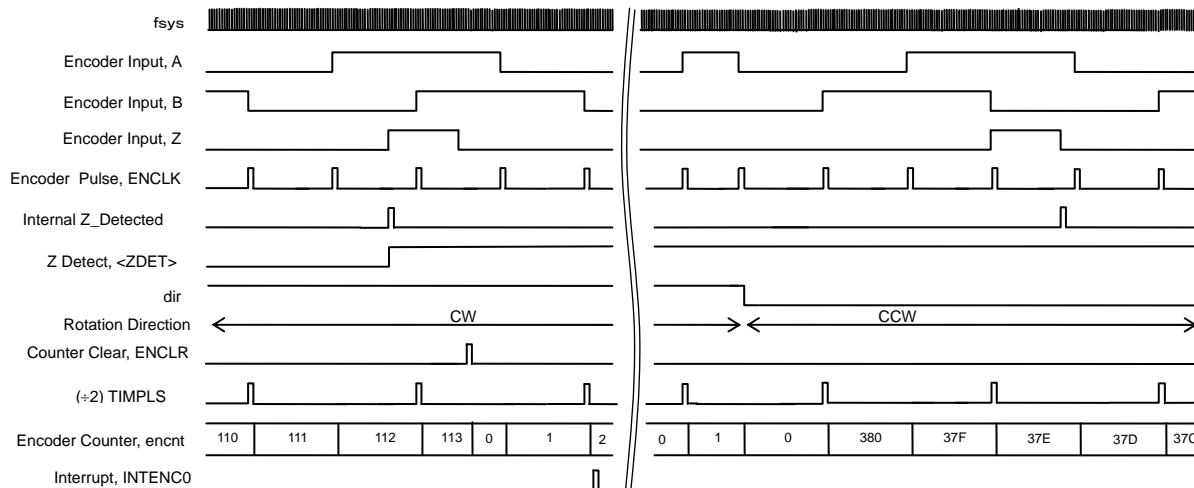 fsys
Encoder Input, A
Encoder Input, B
Encoder Input, Z
Encoder Pulse, ENCLK
Internal Z_Detected
Z Detect, <ZDET>
dir
Rotation Direction CW CCW
Counter Clear, ENCLR
(÷2) TIMPLS
Encoder Counter, encnt 110 111 112 113 0 1 2 0 1 0 380 37F 37E 37D 37C
Interrupt, INTENC0